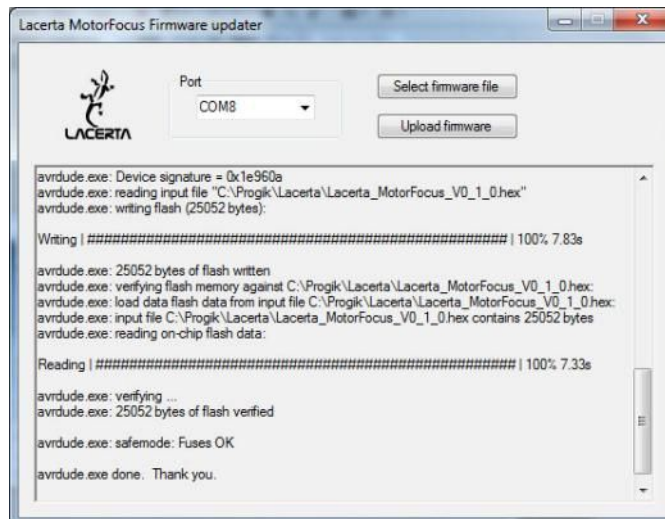 Lacerta MotorFocus Firmware updater
Port
COM8
Select firmware file
Upload firmware
LACERTA
avrdude.exe: Device signature = 0x1e960a
avrdude.exe: reading input file "C:\Progik\Lacerta\Lacerta_MotorFocus_V0_1_0.hex"
avrdude.exe: writing flash (25052 bytes):
Writing | ################################################## | 100% 7.83s
avrdude.exe: 25052 bytes of flash written
avrdude.exe: verifying flash memory against C:\Progik\Lacerta\Lacerta_MotorFocus_V0_1_0.hex:
avrdude.exe: load data flash data from input file C:\Progik\Lacerta\Lacerta_MotorFocus_V0_1_0.hex:
avrdude.exe: input file C:\Progik\Lacerta\Lacerta_MotorFocus_V0_1_0.hex contains 25052 bytes
avrdude.exe: reading on-chip flash data:
Reading | ################################################## | 100% 7.33s
avrdude.exe: verifying ...
avrdude.exe: 25052 bytes of flash verified
avrdude.exe: safemode: Fuses OK
avrdude.exe done.  Thank you.